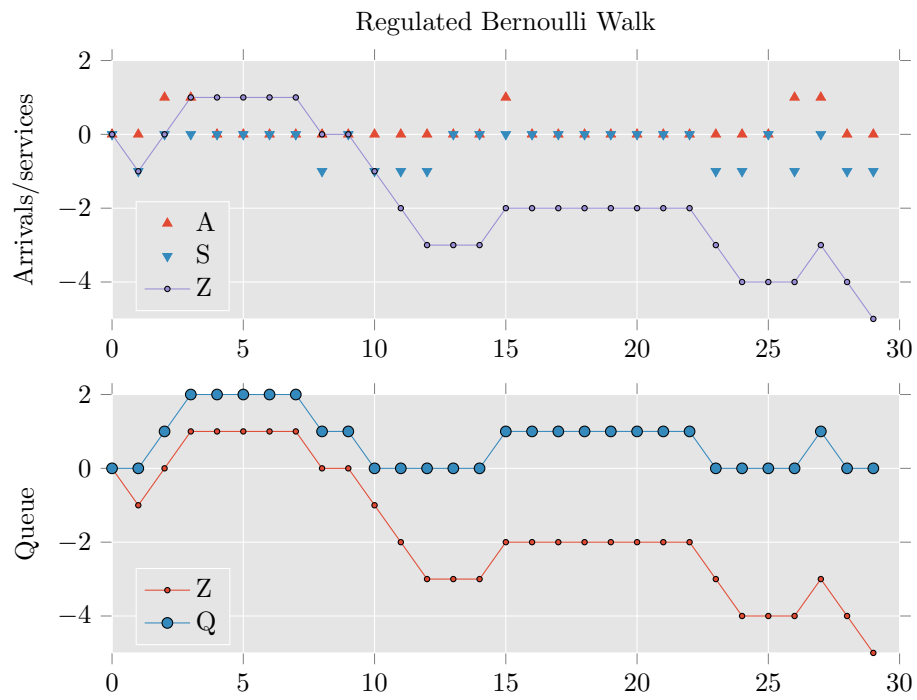 Regulated Bernoulli Walk
2
0
−2
−4
Arrivals/services
A
S
Z
0 5 10 15 20 25 30
2
0
−2
−4
Queue
Z
Q
0 5 10 15 20 25 30